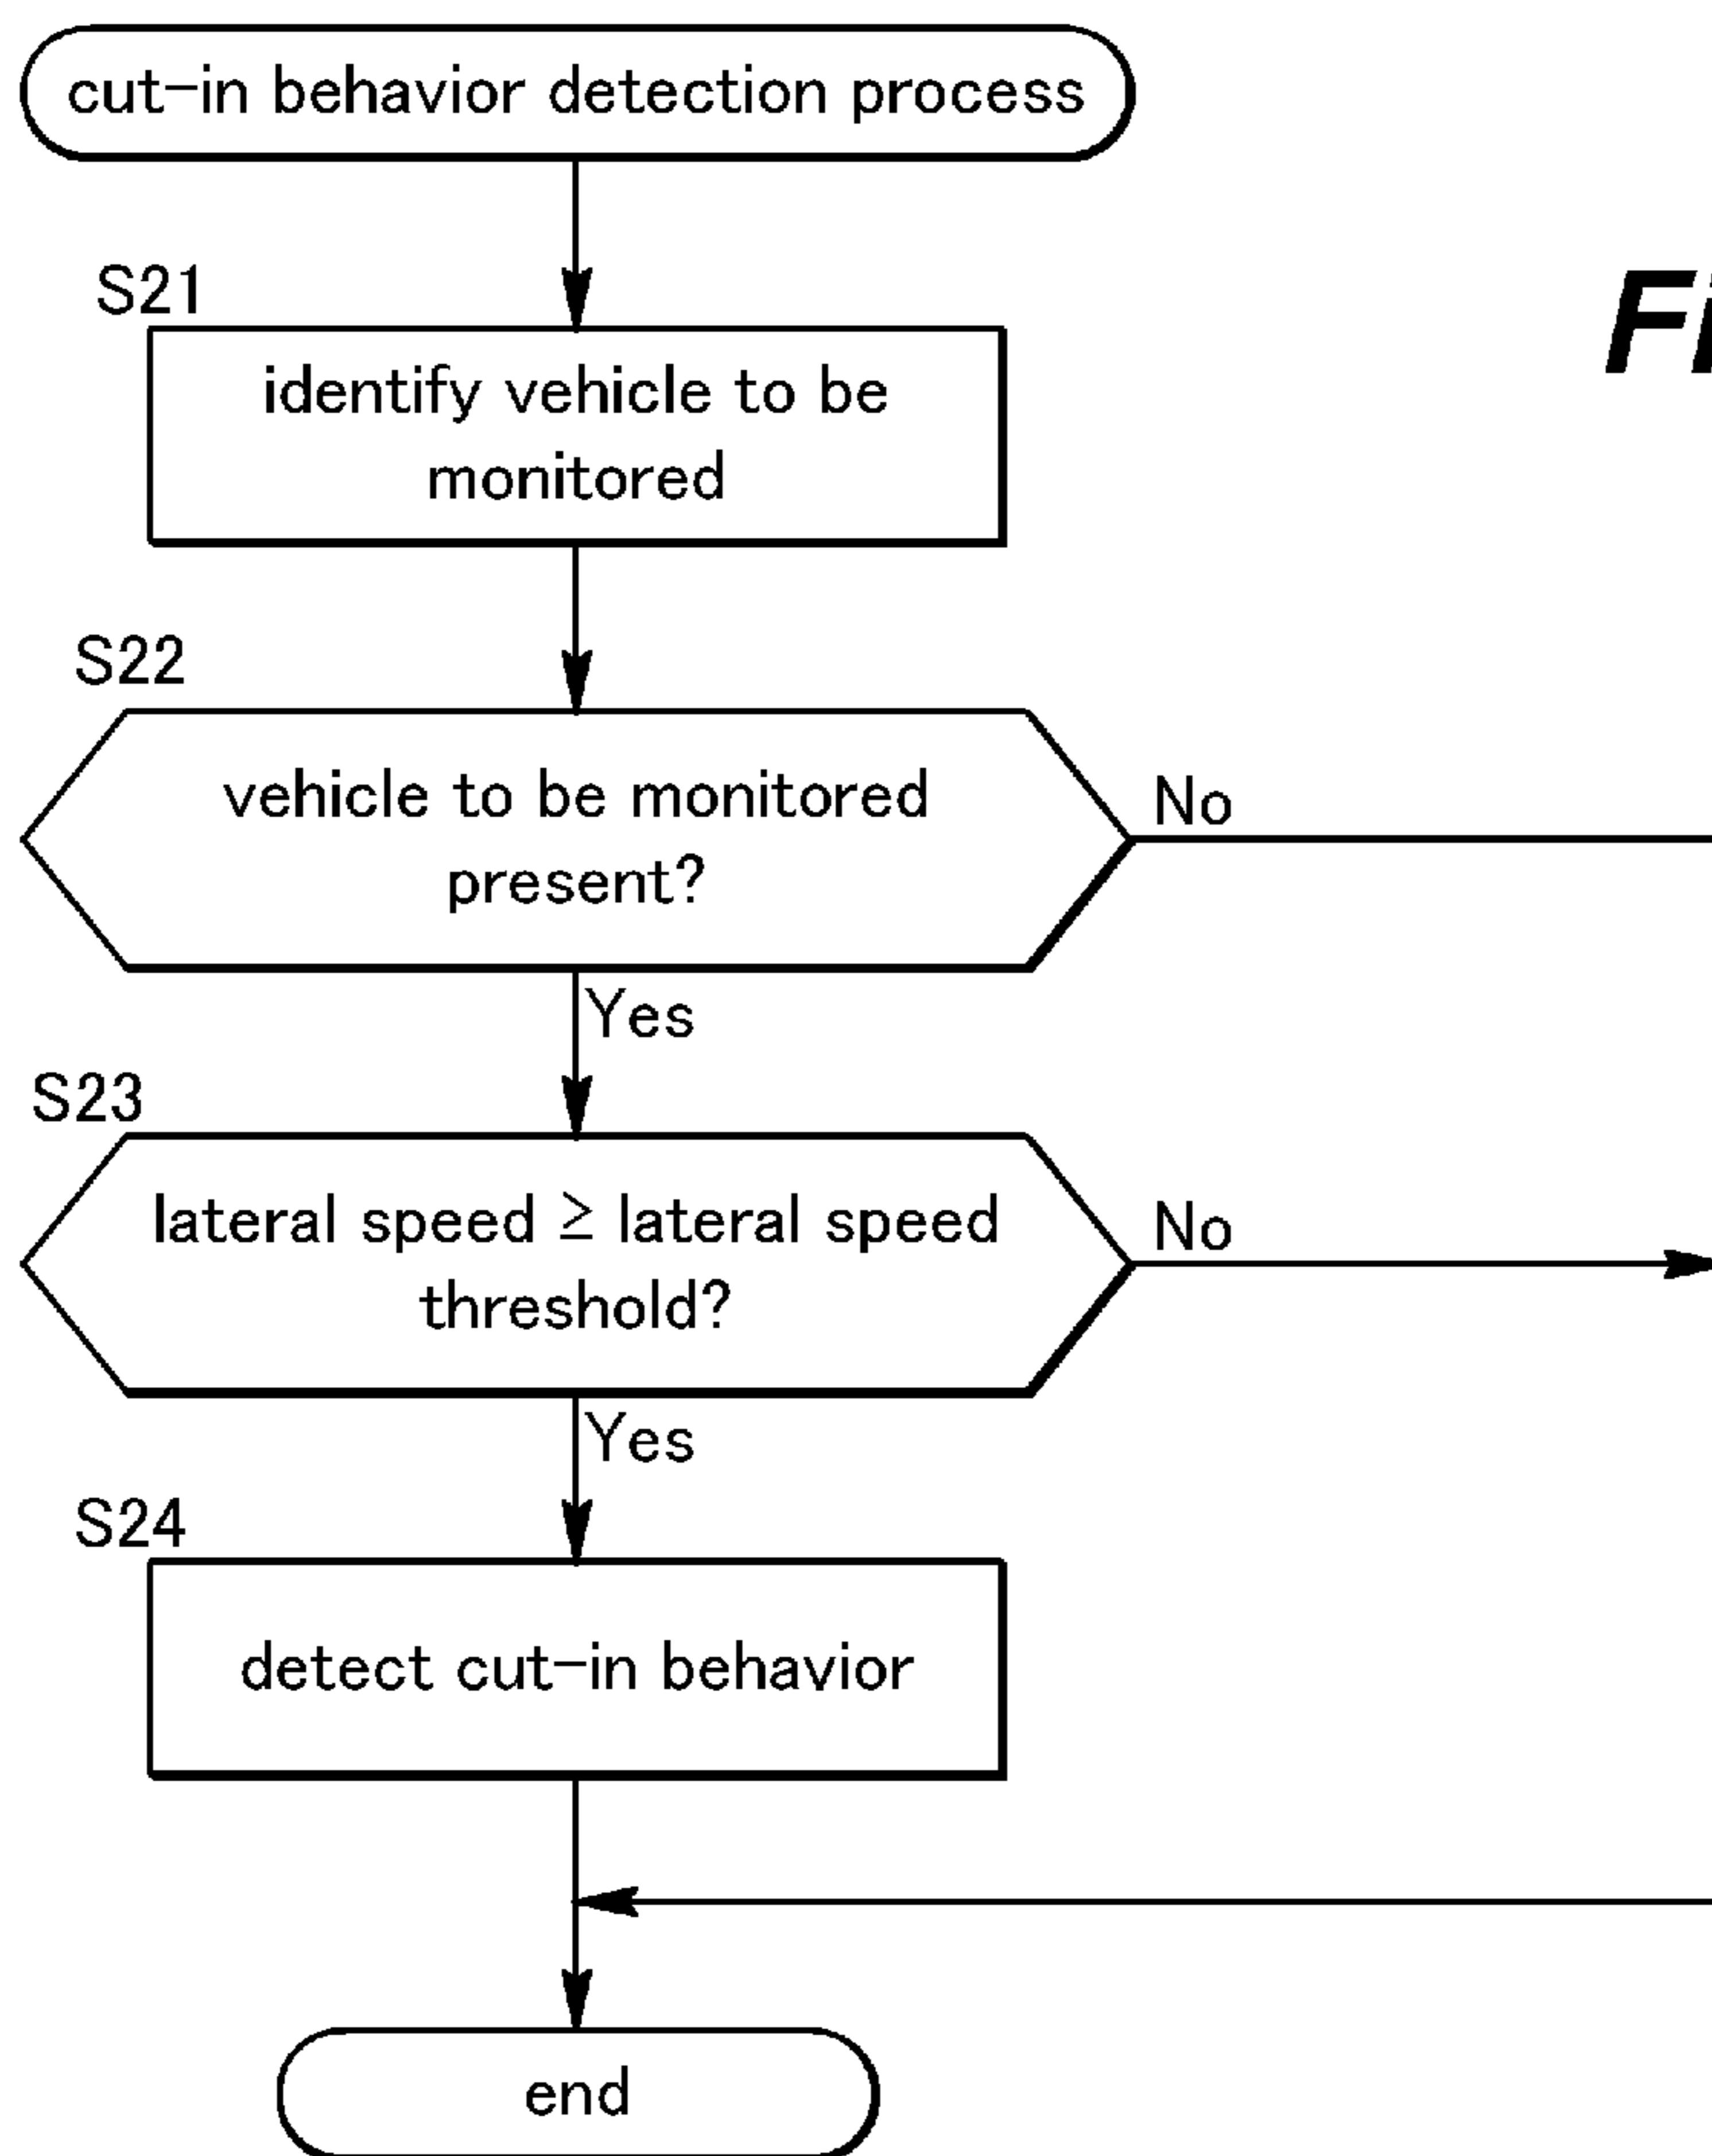 cut-in behavior detection process
S21
Fi
identify vehicle to be
monitored
S22
vehicle to be monitored
present?
No
Yes
S23
lateral speed ≥ lateral speed
threshold?
No
Yes
S24
detect cut-in behavior
end